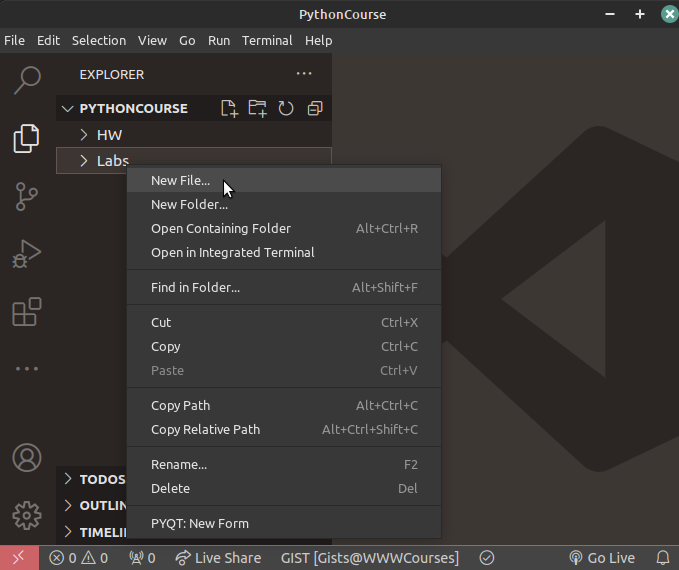 PythonCourse
File Edit Selection View Go Run Terminal Help
EXPLORER
PYTHONCOURSE
HW
Labs
New File...
New Folder...
Open Containing Folder Alt+Ctrl+R
Open in Integrated Terminal
Find in Folder... Alt+Shift+F
Cut Ctrl+X
Copy Ctrl+C
Paste Ctrl+V
Copy Path Alt+Ctrl+C
Copy Relative Path Alt+Ctrl+Shift+C
Rename... F2
Delete Del
PYQT: New Form
TODOS
OUTLIN
TIMELI
0 0 0 Live Share GIST [Gists@WWWCourses] Go Live